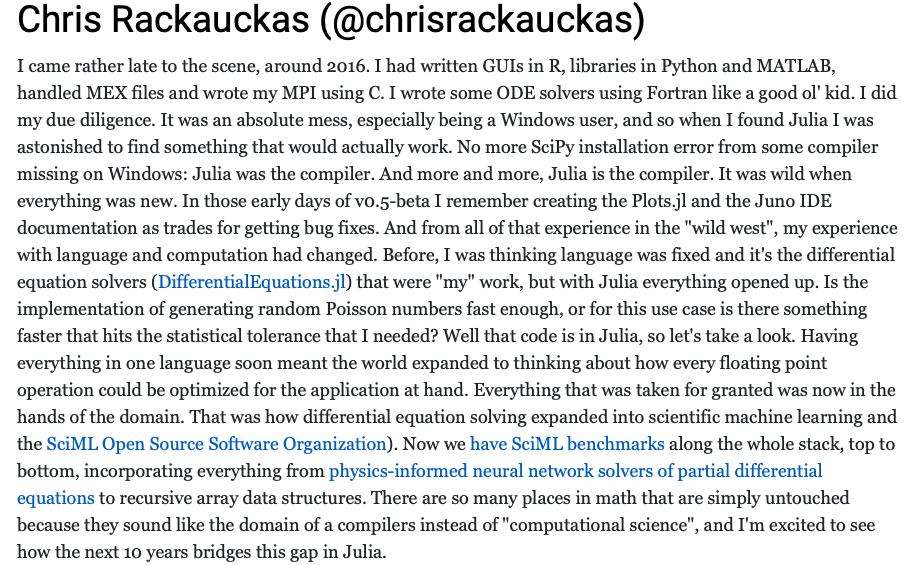 Chris Rackauckas (@chrisrackauckas)
I came rather late to the scene, around 2016. I had written GUIs in R, libraries in Python and MATLAB,
handled MEX files and wrote my MPI using C. I wrote some ODE solvers using Fortran like a good ol' kid. I did
my due diligence. It was an absolute mess, especially being a Windows user, and so when I found Julia I was
astonished to find something that would actually work. No more SciPy installation error from some compiler
missing on Windows: Julia was the compiler. And more and more, Julia is the compiler. It was wild when
everything was new. In those early days of v0.5-beta I remember creating the Plots.jl and the Juno IDE
documentation as trades for getting bug fixes. And from all of that experience in the "wild west", my experience
with language and computation had changed. Before, I was thinking language was fixed and it's the differential
equation solvers (DifferentialEquations.jl) that were "my" work, but with Julia everything opened up. Is the
implementation of generating random Poisson numbers fast enough, or for this use case is there something
faster that hits the statistical tolerance that I needed? Well that code is in Julia, so let's take a look. Having
everything in one language soon meant the world expanded to thinking about how every floating point
operation could be optimized for the application at hand. Everything that was taken for granted was now in the
hands of the domain. That was how differential equation solving expanded into scientific machine learning and
the SciML Open Source Software Organization). Now we have SciML benchmarks along the whole stack, top to
bottom, incorporating everything from physics-informed neural network solvers of partial differential
equations to recursive array data structures. There are so many places in math that are simply untouched
because they sound like the domain of a compilers instead of "computational science", and I'm excited to see
how the next 10 years bridges this gap in Julia.